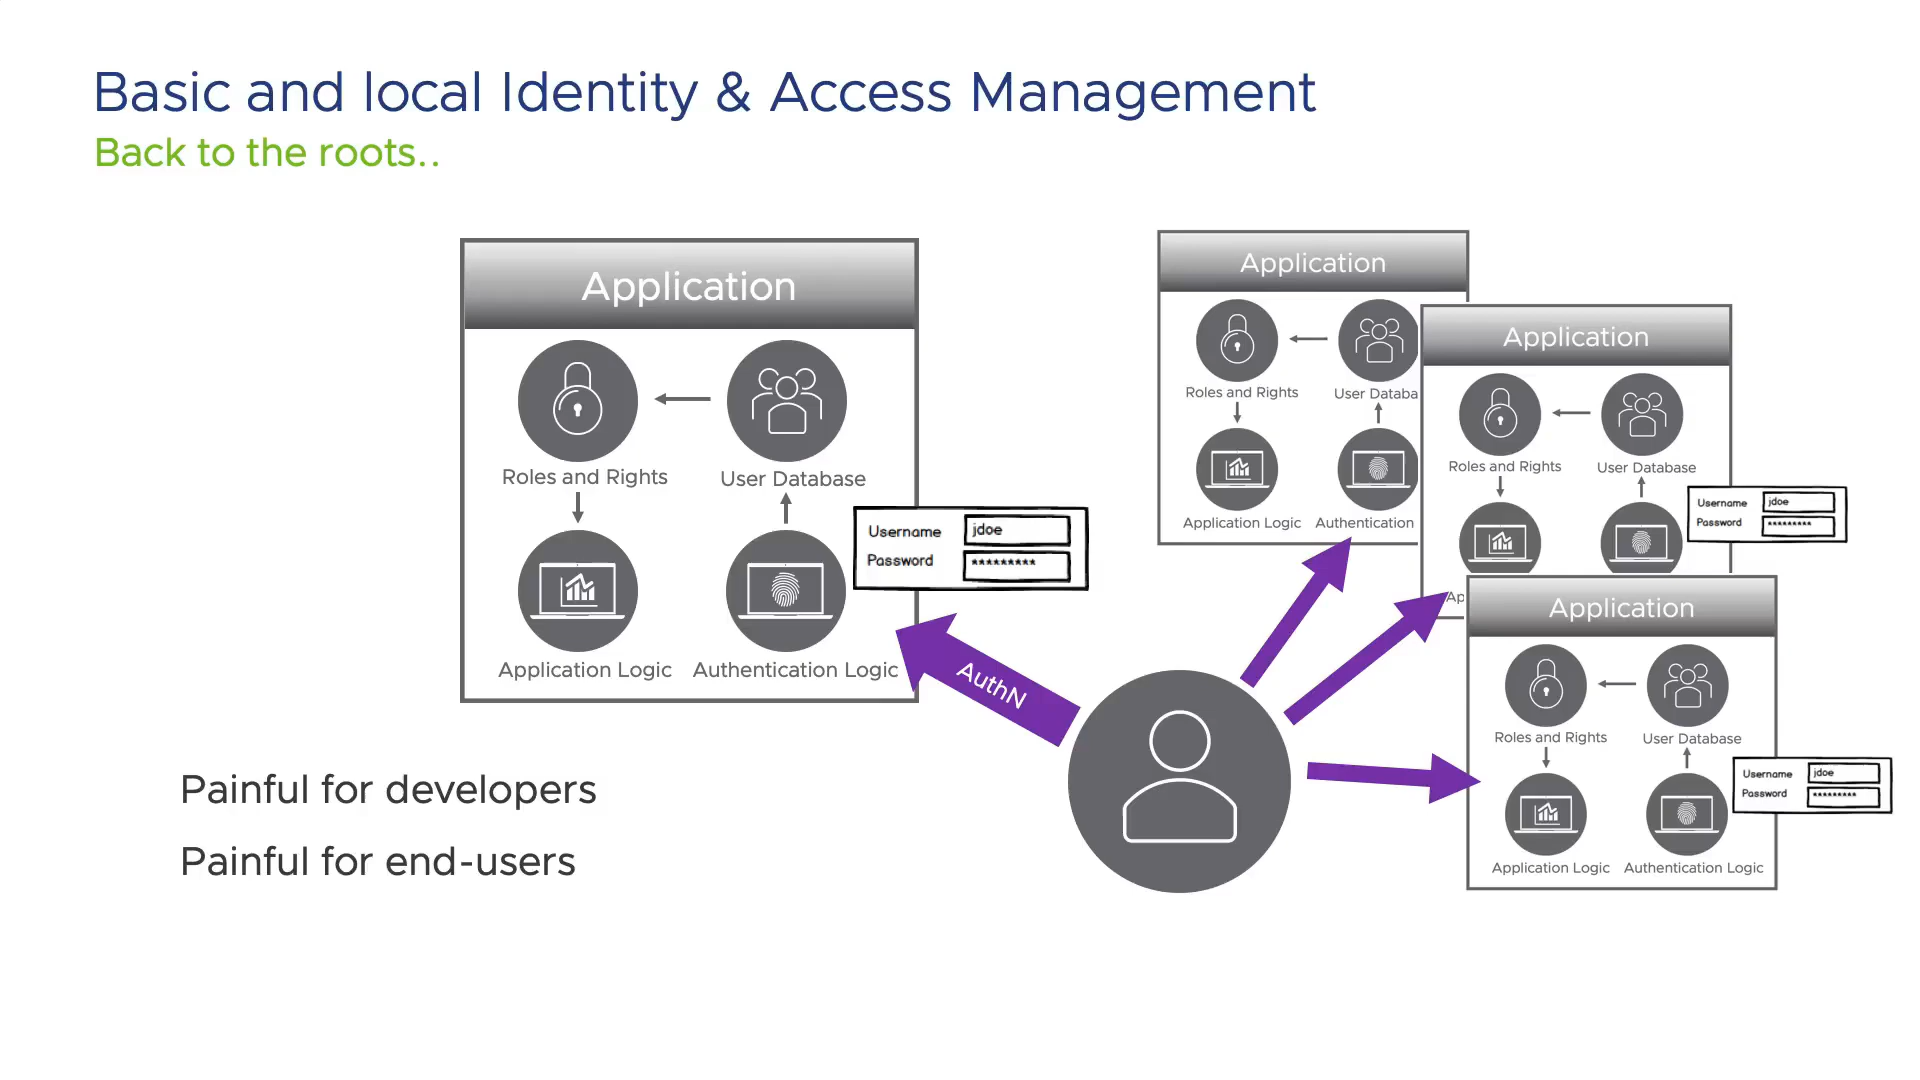 Basic and local Identity & Access Management
Back to the roots..
Application
Roles and Rights
User Database
Application Logic
Authentication Logic
Username jdoe
Password *********
AuthN
Painful for developers
Painful for end-users
Application
Roles and Rights
User Databa
Application Logic
Authentication
Application
Roles and Rights
User Database
Username jdoe
Password *********
Ap
Application
Roles and Rights
User Database
Username jdoe
Password *********
Application Logic
Authentication Logic